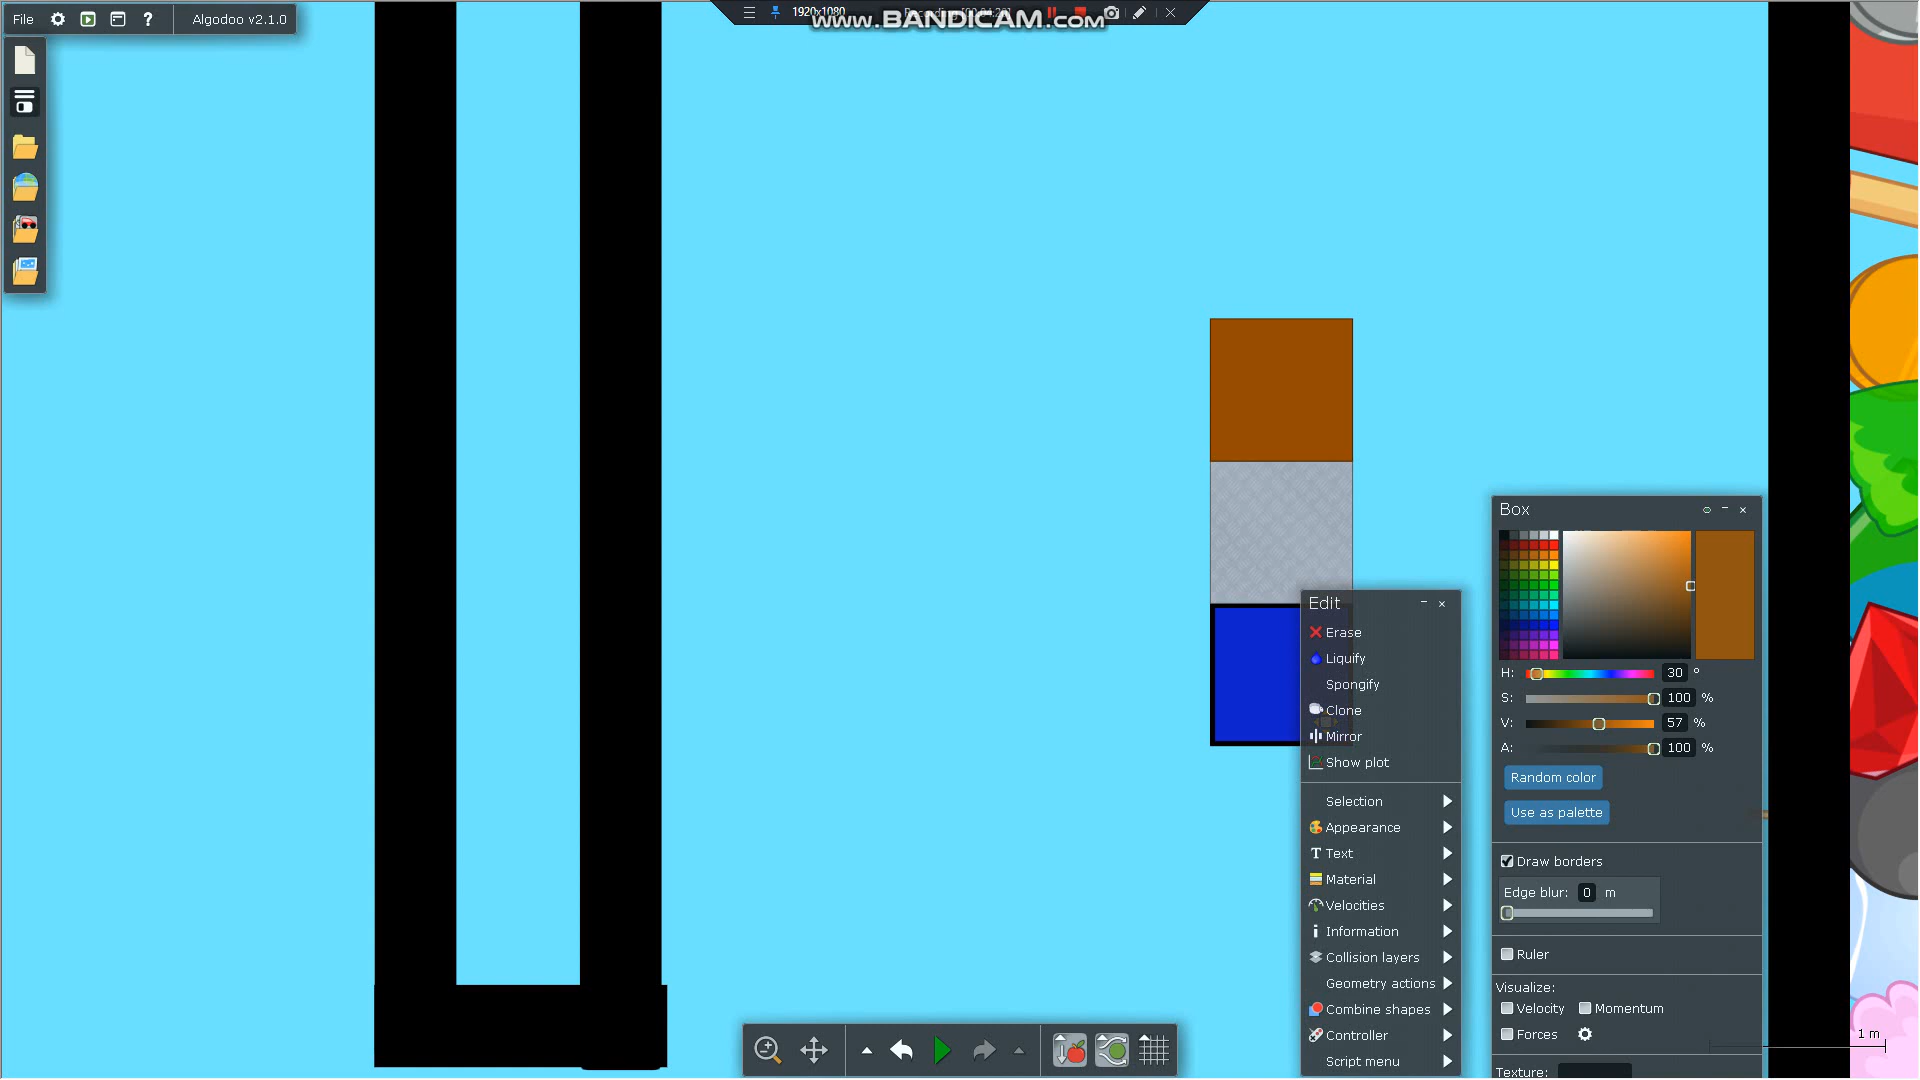 File
?
Algodoo v2.1.0
1920x1080
www.BANDICAM.com
Edit
Erase
Liquify
Spongify
Clone
Mirror
Show plot
Selection
Appearance
T Text
Material
Velocities
i Information
Collision layers
Geometry actions
Combine shapes
Controller
Script menu
Box
H: 30 °
S: 100 %
V: 57 %
A: 100 %
Random color
Use as palette
Draw borders
Edge blur: 0 m
Ruler
Visualize:
Velocity Momentum
Forces
Texture:
1 m